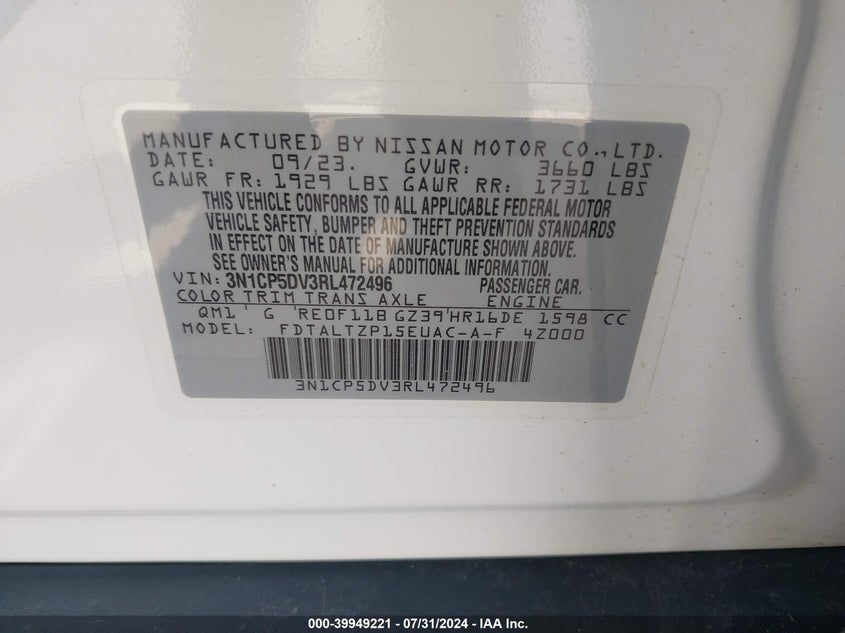 MANUFACTURED BY NISSAN MOTOR CO.,LTD.
DATE: 09/23. GVWR: 3660 LBS
GAWR FR: 1929 LBS GAWR RR: 1731 LBS
THIS VEHICLE CONFORMS TO ALL APPLICABLE FEDERAL MOTOR
VEHICLE SAFETY, BUMPER AND THEFT PREVENTION STANDARDS
IN EFFECT ON THE DATE OF MANUFACTURE SHOWN ABOVE.
SEE OWNER'S MANUAL FOR ADDITIONAL INFORMATION.
VIN: 3N1CP5DV3RL472496 PASSENGER CAR.
COLOR TRIM TRANS AXLE ENGINE
QM1 G RE0F11B GZ39 HR16DE 1598 CC
MODEL: FDTALTZP15EUAC-A-F 4Z000
3N1CP5DV3RL472496
000-39949221 - 07/31/2024 - IAA Inc.